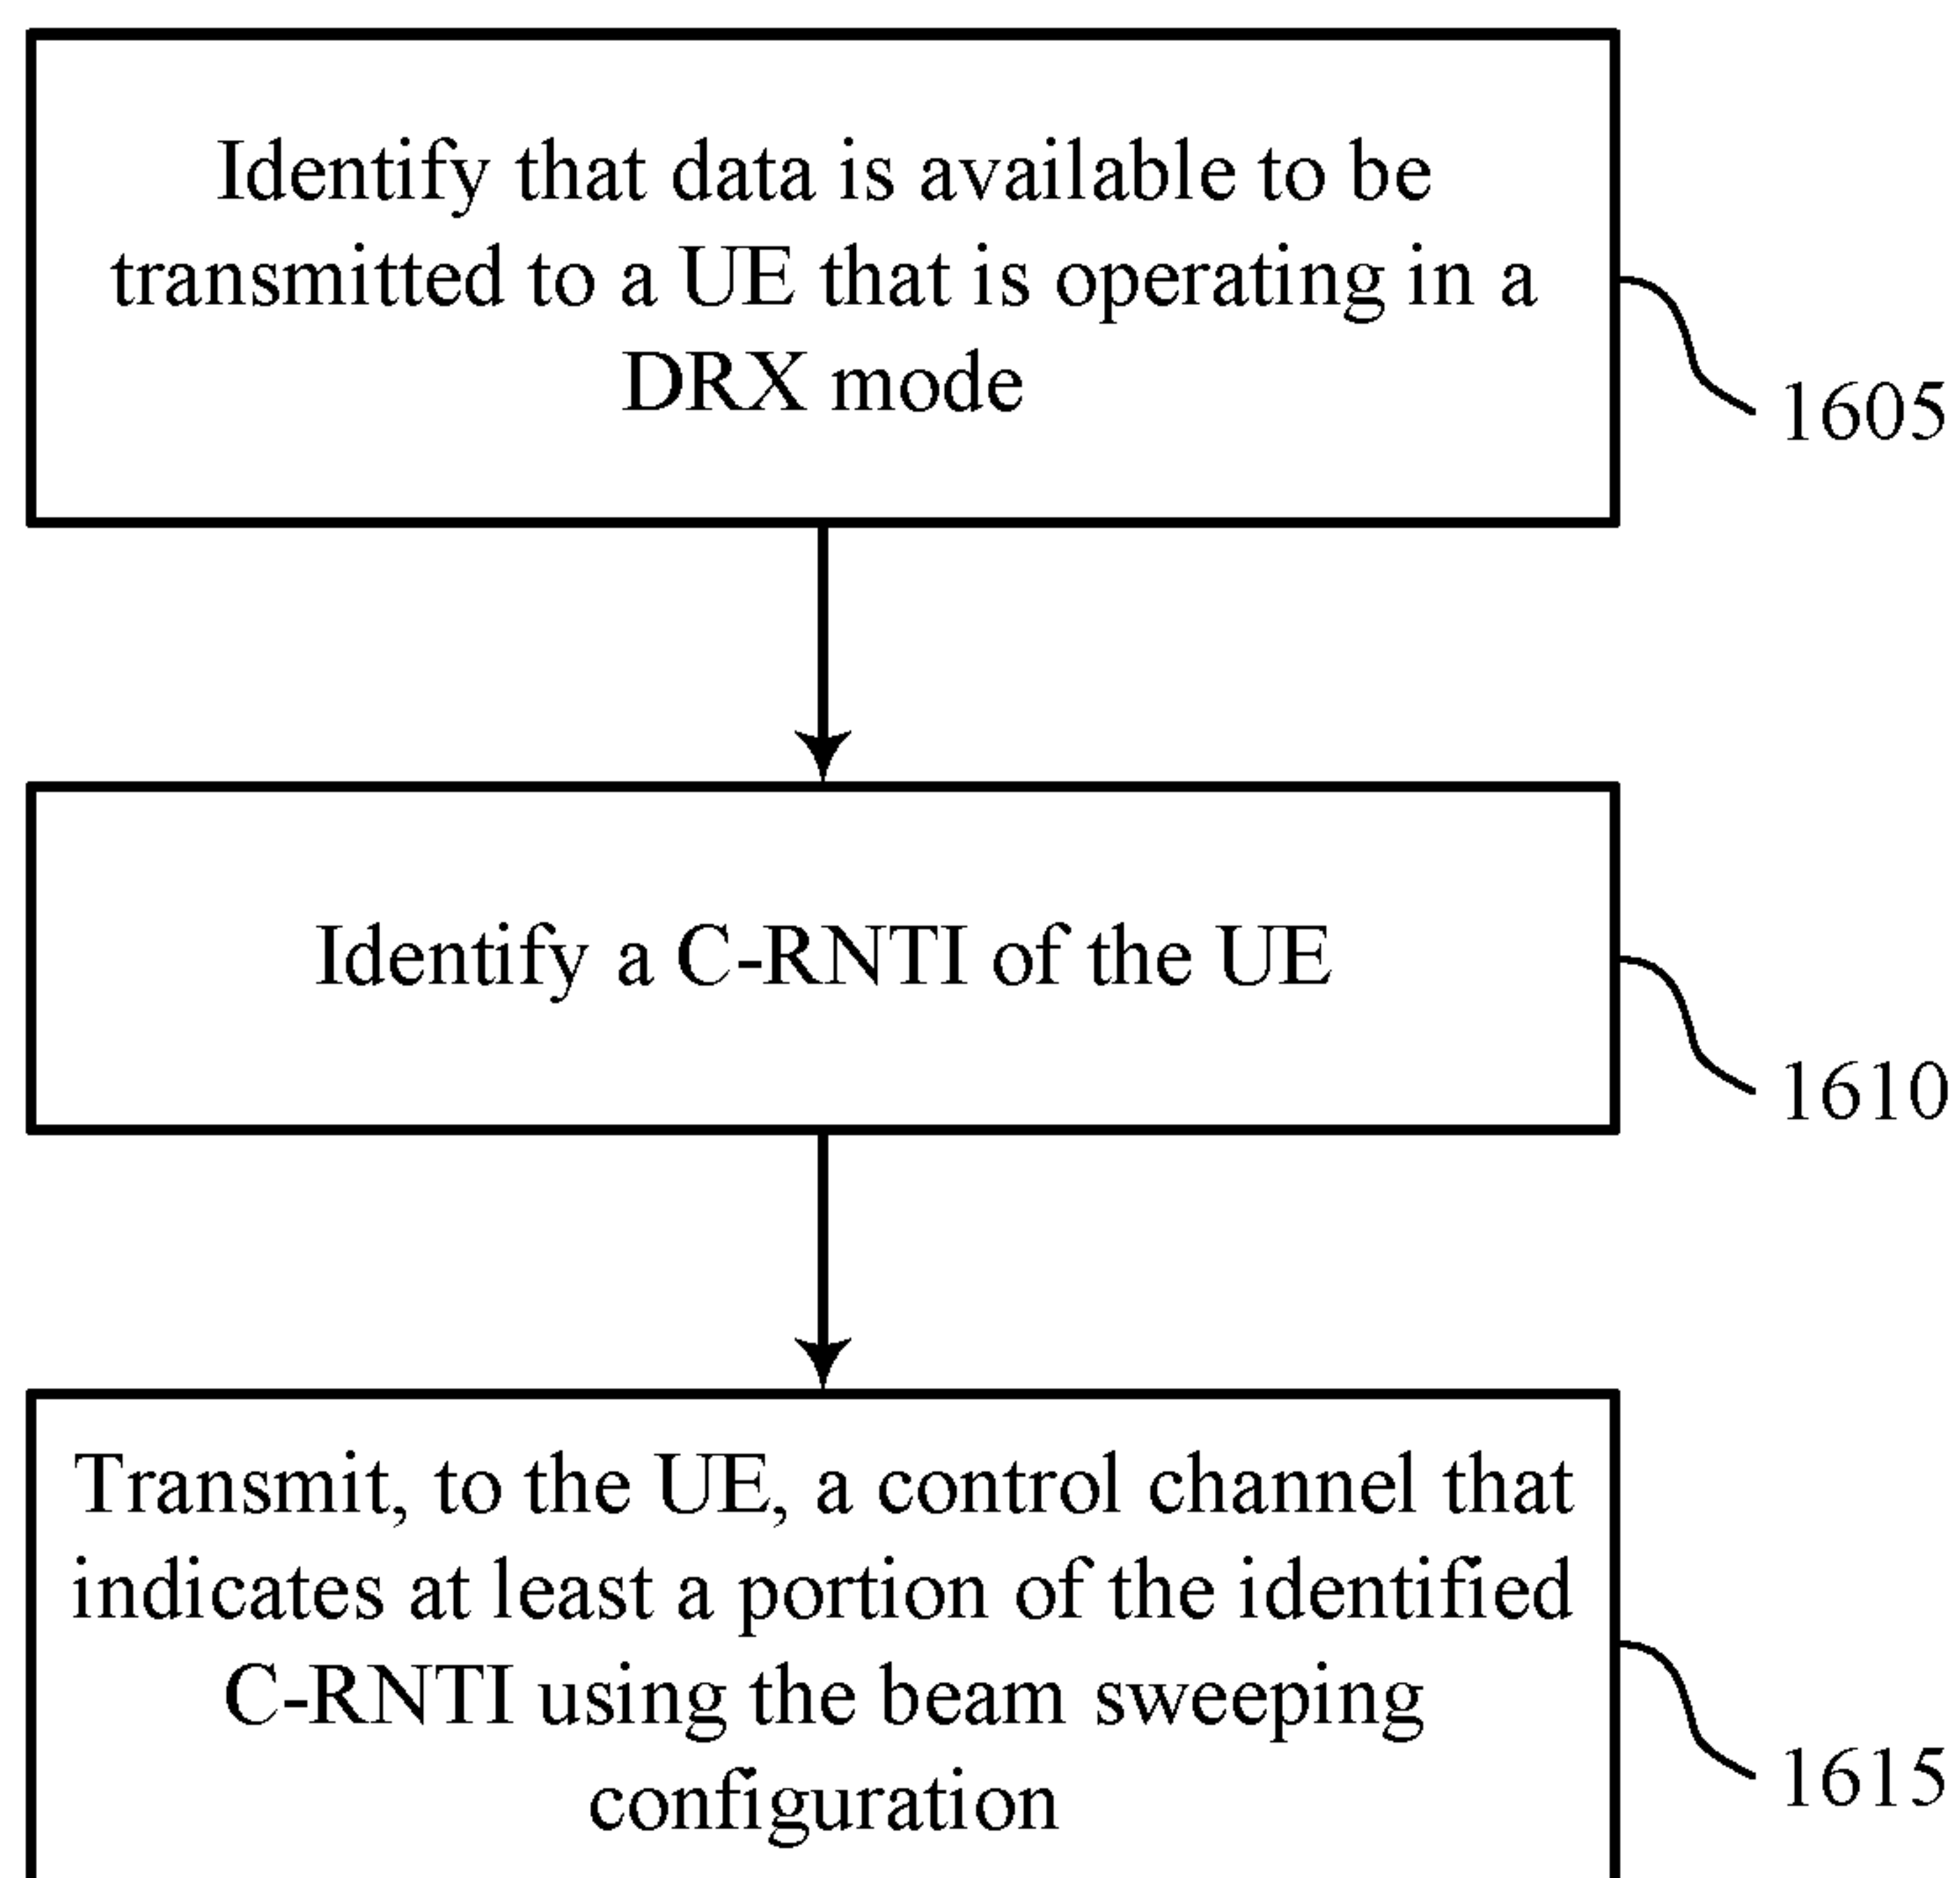 Identify that data is available to be
transmitted to a UE that is operating in a
DRX mode
1605
Identify a C-RNTI of the UE
1610
Transmit, to the UE, a control channel that
indicates at least a portion of the identified
C-RNTI using the beam sweeping
configuration
1615